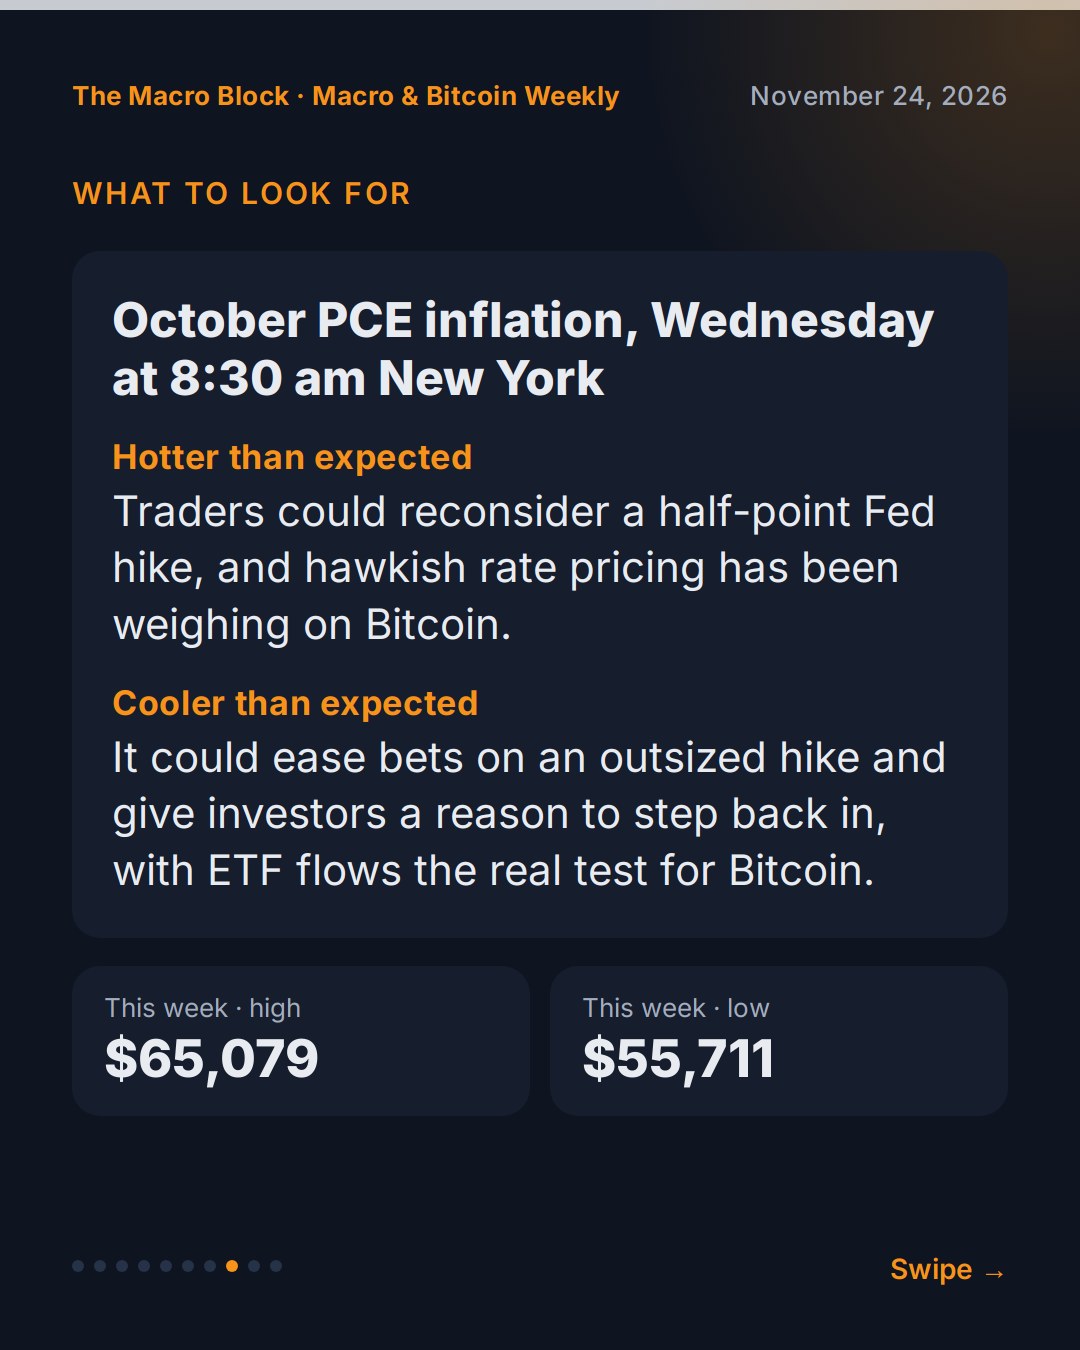 The Macro Block · Macro & Bitcoin Weekly
November 24, 2026
WHAT TO LOOK FOR
October PCE inflation, Wednesday
at 8:30 am New York
Hotter than expected
Traders could reconsider a half-point Fed
hike, and hawkish rate pricing has been
weighing on Bitcoin.
Cooler than expected
It could ease bets on an outsized hike and
give investors a reason to step back in,
with ETF flows the real test for Bitcoin.
This week · high
$65,079
This week · low
$55,711
Swipe →